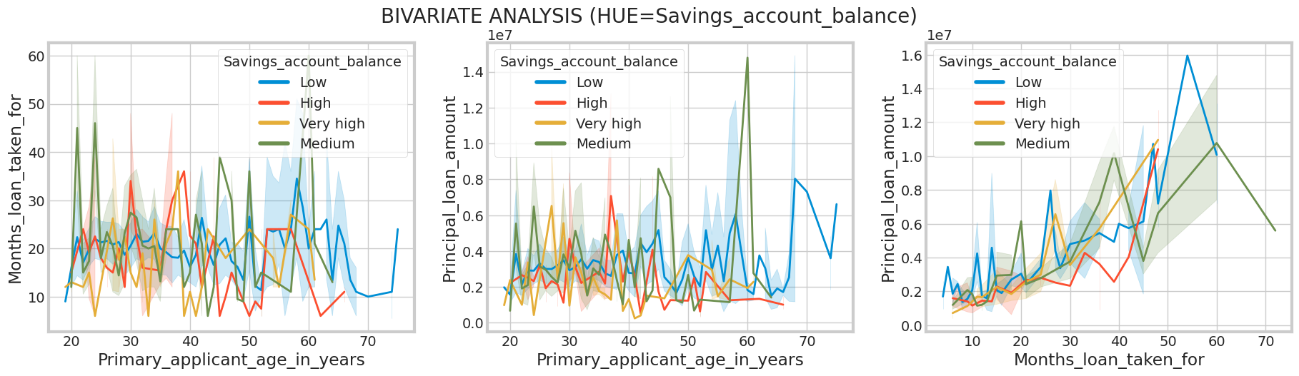 BIVARIATE ANALYSIS (HUE=Savings_account_balance)
Months_loan_taken_for
60
50
40
30
20
10
Savings_account_balance
Low
High
Very high
Medium
20 30 40 50 60 70
Primary_applicant_age_in_years
1e7
Principal_loan_amount
1.4
1.2
1.0
0.8
0.6
0.4
0.2
0.0
Savings_account_balance
Low
High
Very high
Medium
20 30 40 50 60 70
Primary_applicant_age_in_years
1e7
Principal_loan_amount
1.6
1.4
1.2
1.0
0.8
0.6
0.4
0.2
0.0
Savings_account_balance
Low
High
Very high
Medium
10 20 30 40 50 60 70
Months_loan_taken_for